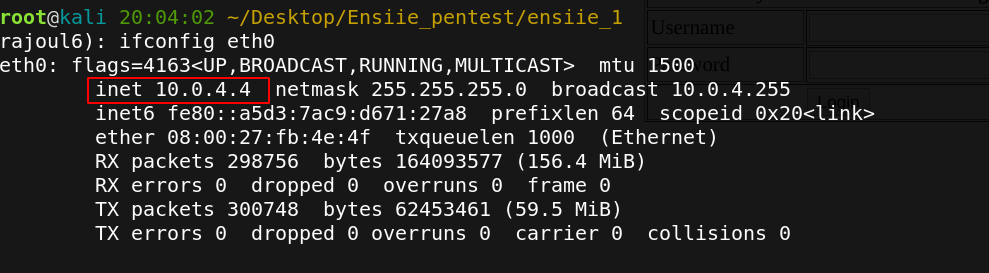 root@kali 20:04:02 ~/Desktop/Ensiie_pentest/ensiie_1
rajoul6): ifconfig eth0
Username
eth0: flags=4163<UP,BROADCAST,RUNNING,MULTICAST>  mtu 1500
inet 10.0.4.4  netmask 255.255.255.0  broadcast 10.0.4.255
Login
inet6 fe80::a5d3:7ac9:d671:27a8  prefixlen 64  scopeid 0x20<link>
ether 08:00:27:fb:4e:4f  txqueuelen 1000  (Ethernet)
RX packets 298756  bytes 164093577 (156.4 MiB)
RX errors 0  dropped 0  overruns 0  frame 0
TX packets 300748  bytes 62453461 (59.5 MiB)
TX errors 0  dropped 0 overruns 0  carrier 0  collisions 0